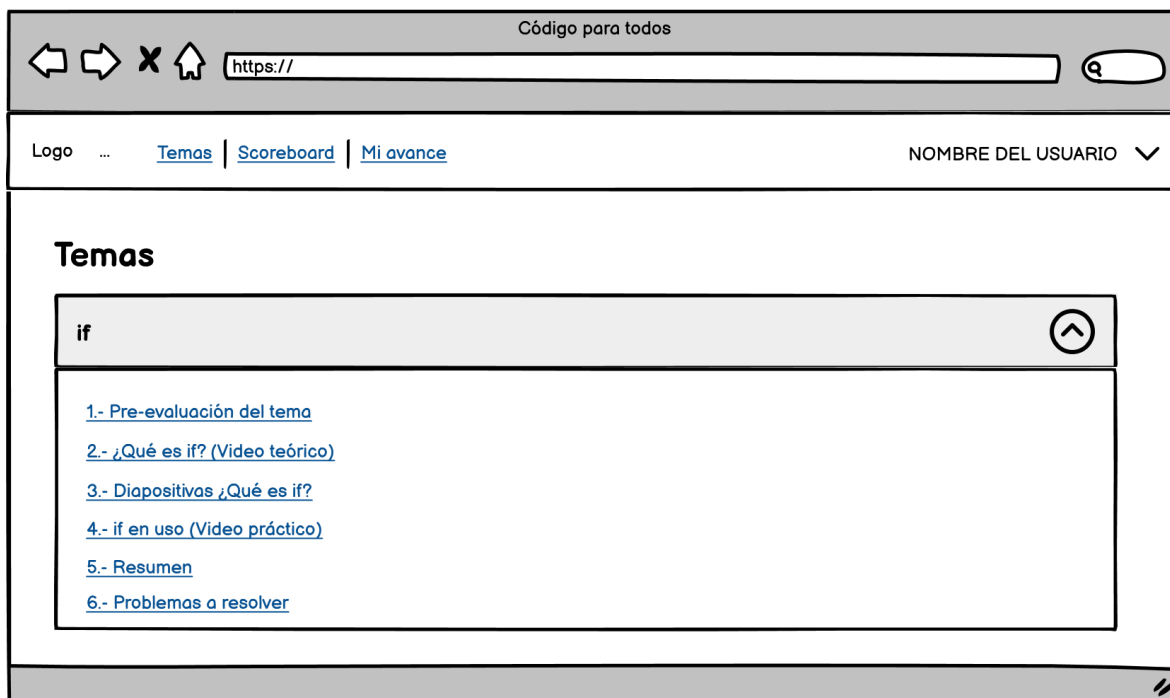 Código para todos
https://
Logo ... Temas Scoreboard Mi avance NOMBRE DEL USUARIO
Temas
if
1.- Pre-evaluación del tema
2.- ¿Qué es if? (Video teórico)
3.- Diapositivas ¿Qué es if?
4.- if en uso (Video práctico)
5.- Resumen
6.- Problemas a resolver